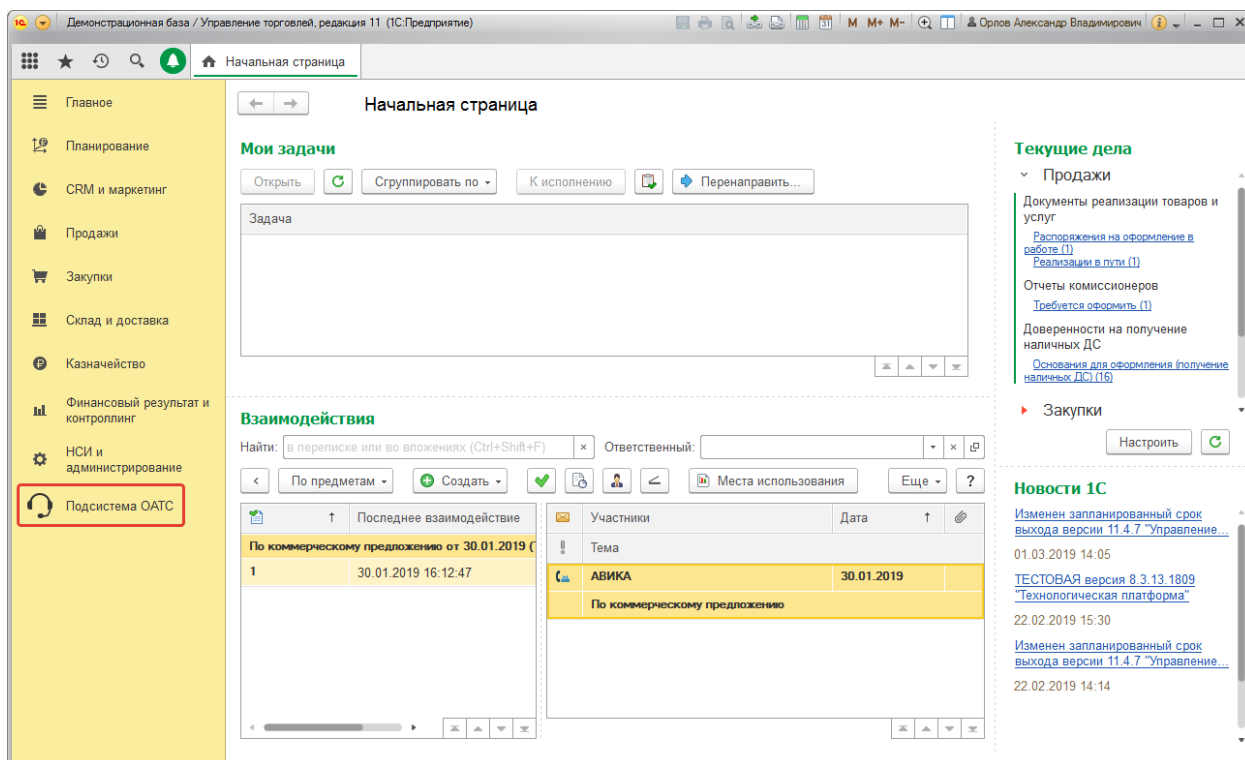 Демонстрационная база / Управление торговлей, редакция 11 (1С:Предприятие)
M M+ M-
Орлов Александр Владимирович
Начальная страница
Главное
Планирование
CRM и маркетинг
Продажи
Закупки
Склад и доставка
Казначейство
Финансовый результат и
контроллинг
НСИ и
администрирование
Подсистема ОАТС
Начальная страница
Мои задачи
Открыть
Сгруппировать по
К исполнению
Перенаправить...
Задача
Взаимодействия
Найти: в переписке или во вложениях (Ctrl+Shift+F) × Ответственный:
По предметам
Создать
Места использования
Еще
?
↑ Последнее взаимодействие
По коммерческому предложению от 30.01.2019 (
1 30.01.2019 16:12:47
Участники Дата ↑
Тема
АВИКА 30.01.2019
По коммерческому предложению
Текущие дела
Продажи
Документы реализации товаров и
услуг
Распоряжения на оформление в
работе (1)
Реализации в пути (1)
Отчеты комиссионеров
Требуется оформить (1)
Доверенности на получение
наличных ДС
Основания для оформления (получение
наличных ДС) (16)
Закупки
Настроить
Новости 1С
Изменен запланированный срок
выхода версии 11.4.7 "Управление...
01.03.2019 14:05
ТЕСТОВАЯ версия 8.3.13.1809
"Технологическая платформа"
22.02.2019 15:30
Изменен запланированный срок
выхода версии 11.4.7 "Управление...
22.02.2019 14:14